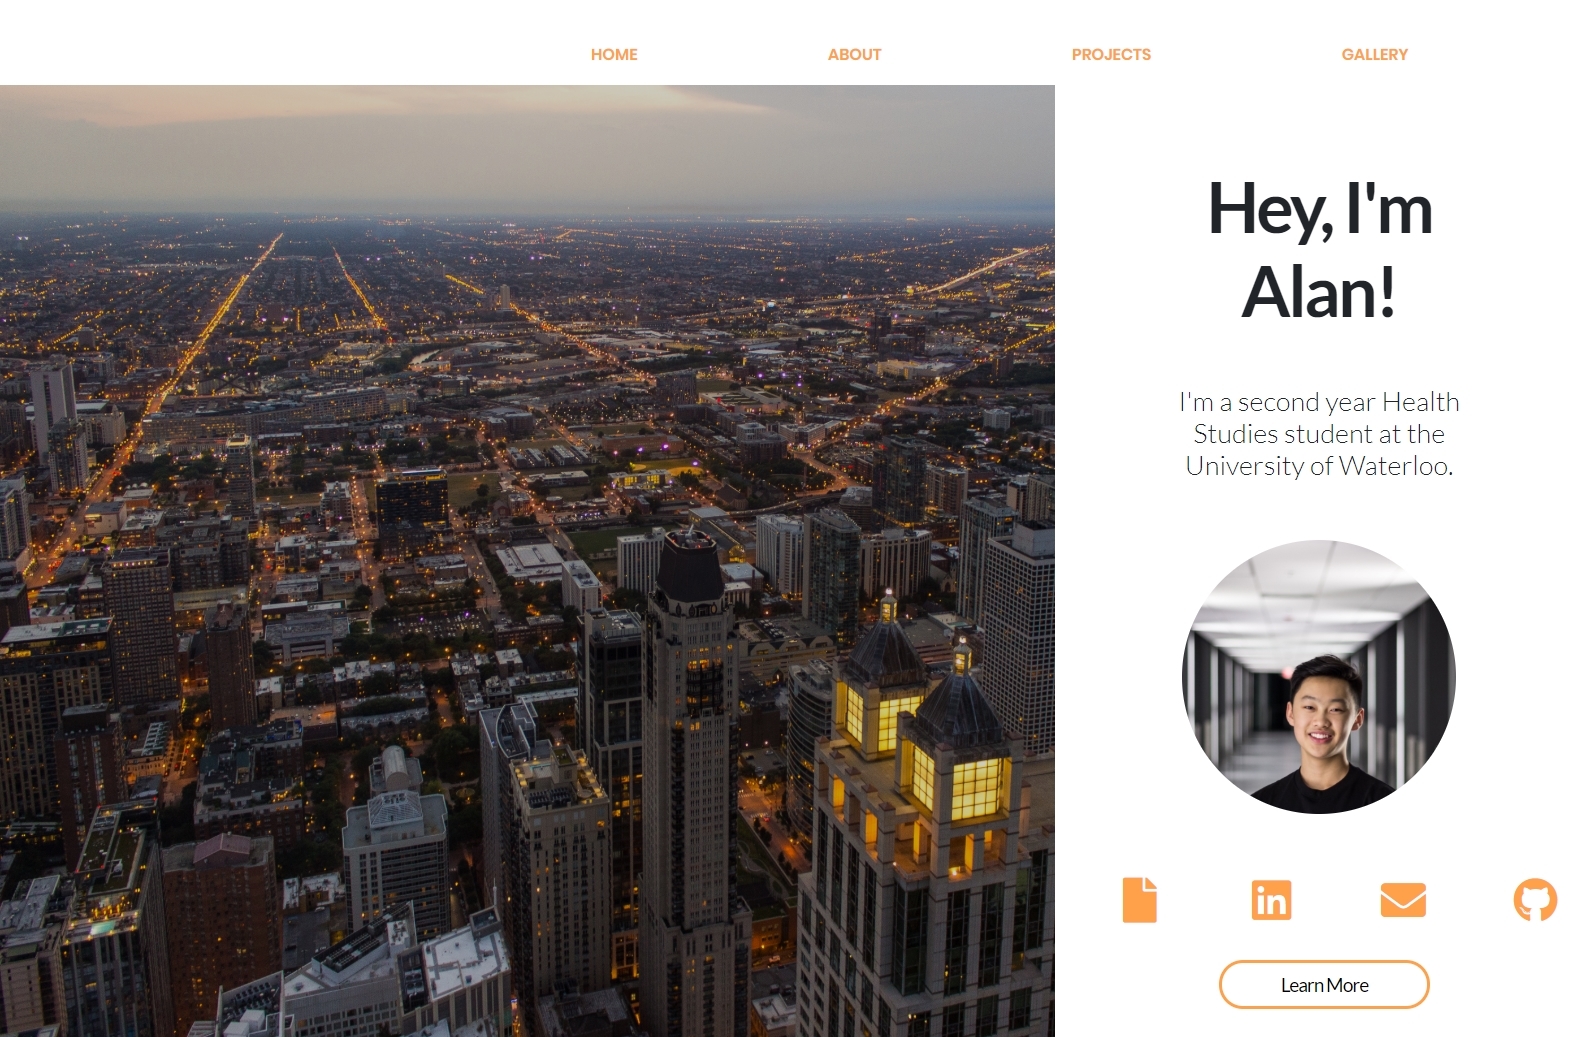 HOME ABOUT PROJECTS GALLERY
Hey, I'm
Alan!
I'm a second year Health
Studies student at the
University of Waterloo.
in
Learn More